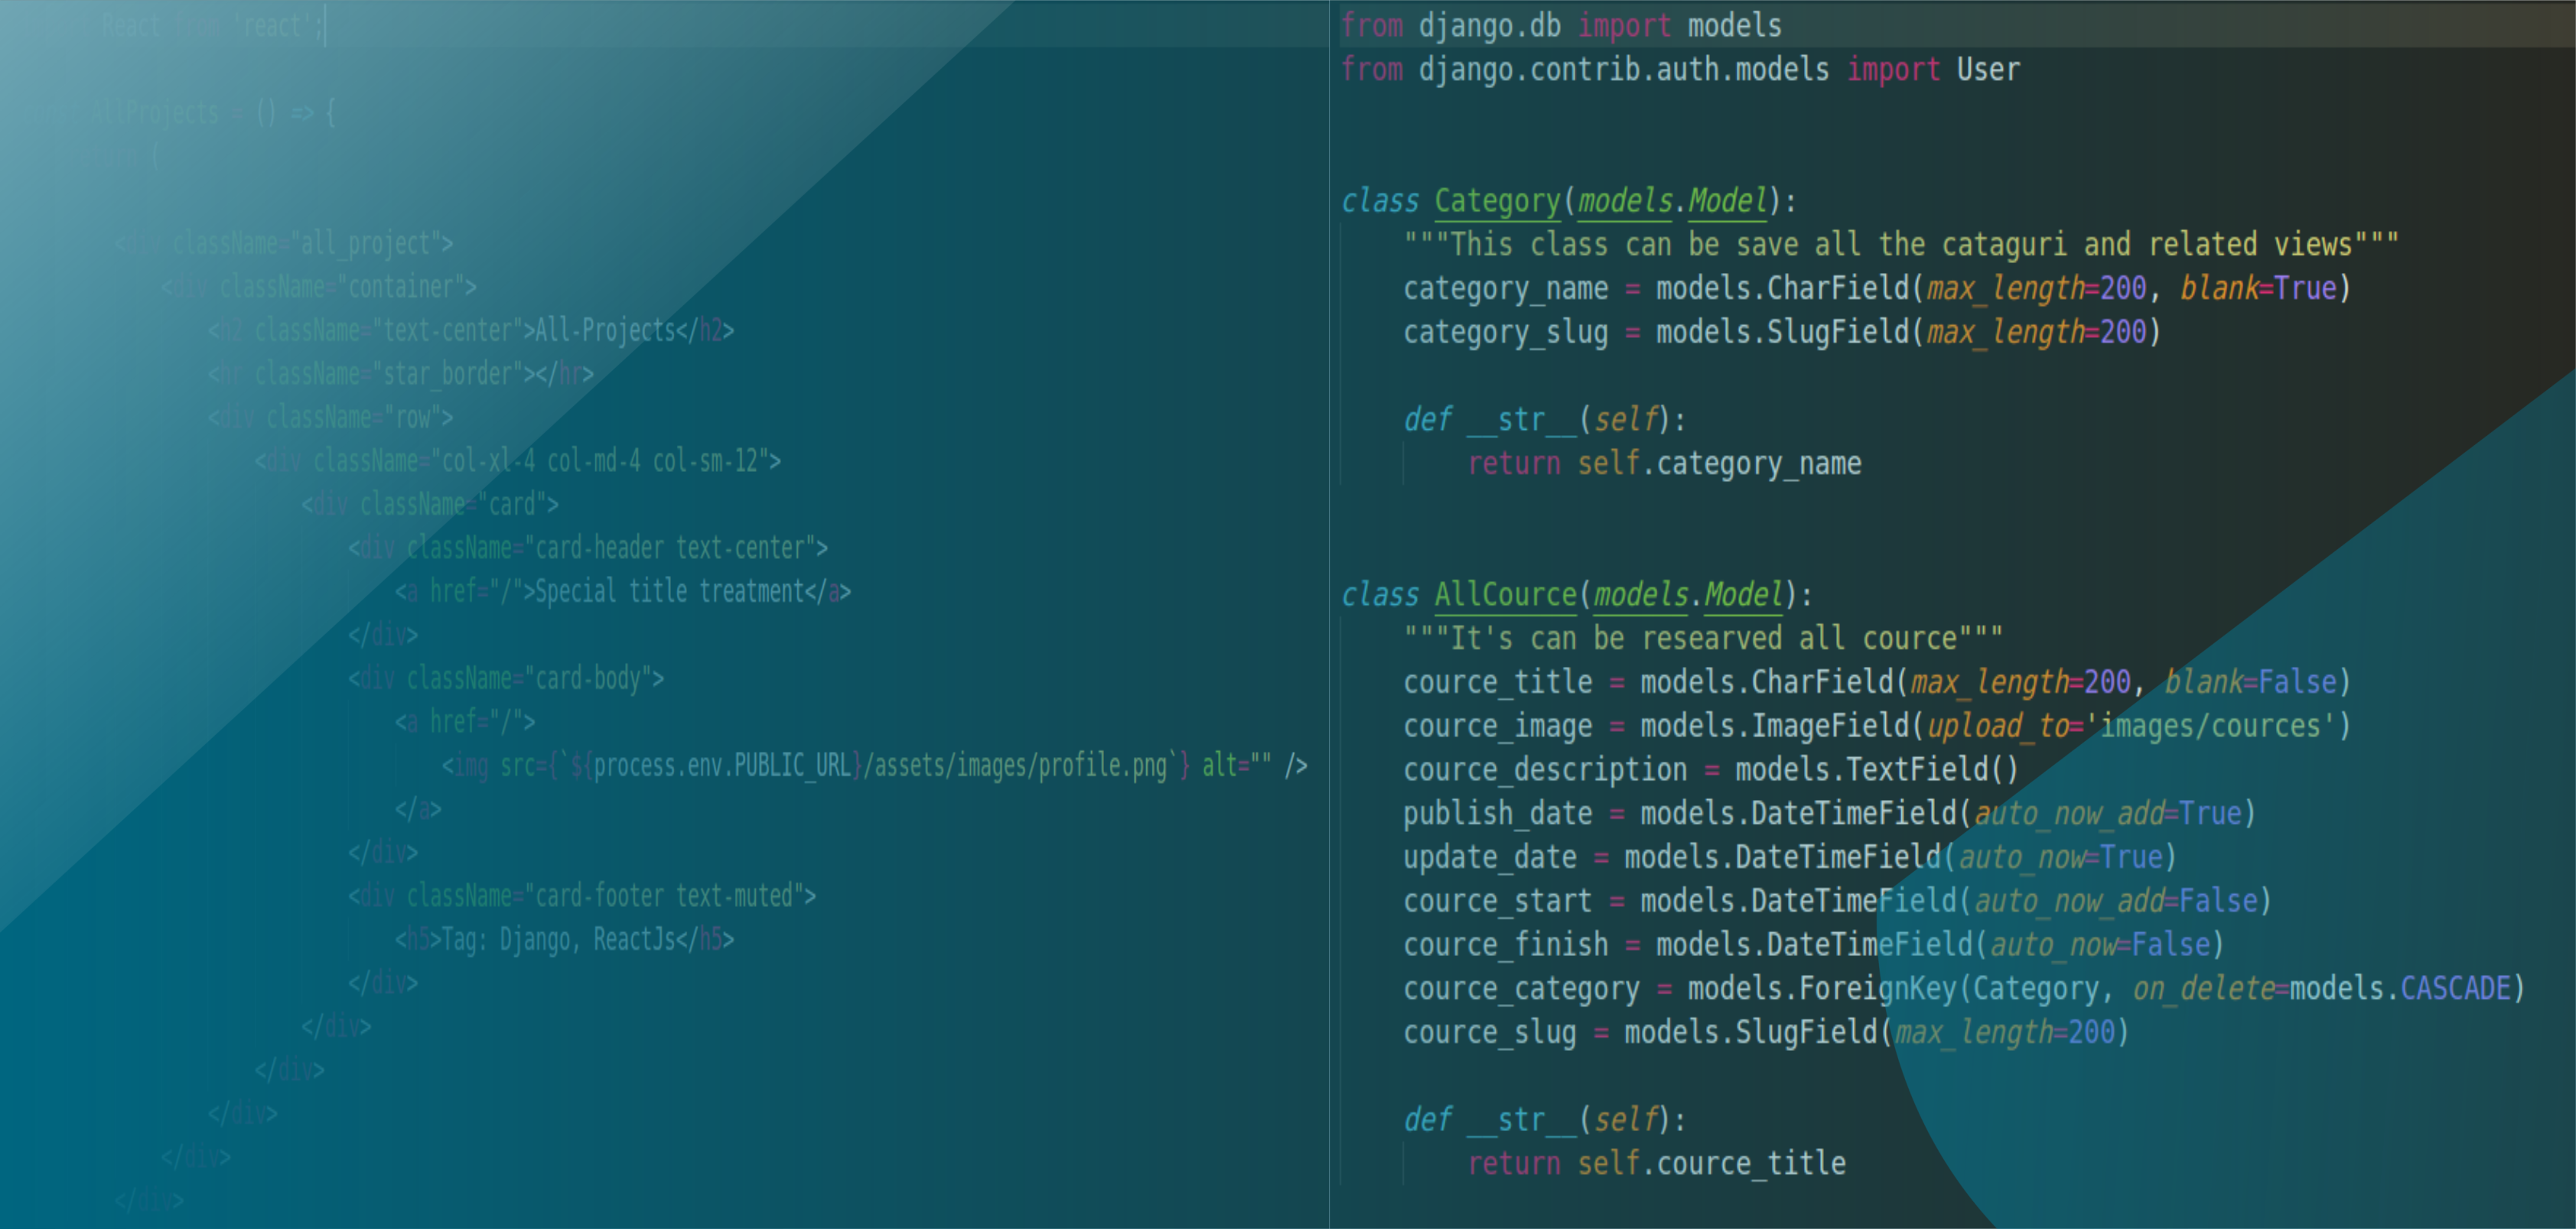 React from 'react';
AllProjects = () => {
(
<div className="all_project">
<div className="container">
<h2 className="text-center">All-Projects</h2>
<hr className="star_border"></hr>
<div className="row">
<div className="col-xl-4 col-md-4 col-sm-12">
<div className="card">
<div className="card-header text-center">
<a href="/">Special title treatment</a>
</div>
<div className="card-body">
<a href="/">
<img src={`${process.env.PUBLIC_URL}/assets/images/profile.png`} alt="" />
</a>
</div>
<div className="card-footer text-muted">
<h5>Tag: Django, ReactJs</h5>
</div>
</div>
</div>
</div>
</div>
</div>
from django.db import models
from django.contrib.auth.models import User
class Category(models.Model):
"""This class can be save all the cataguri and related views"""
category_name = models.CharField(max_length=200, blank=True)
category_slug = models.SlugField(max_length=200)
def __str__(self):
return self.category_name
class AllCource(models.Model):
"""It's can be researved all cource"""
cource_title = models.CharField(max_length=200, blank=False)
cource_image = models.ImageField(upload_to='images/cources')
cource_description = models.TextField()
publish_date = models.DateTimeField(auto_now_add=True)
update_date = models.DateTimeField(auto_now=True)
cource_start = models.DateTimeField(auto_now_add=False)
cource_finish = models.DateTimeField(auto_now=False)
cource_category = models.ForeignKey(Category, on_delete=models.CASCADE)
cource_slug = models.SlugField(max_length=200)
def __str__(self):
return self.cource_title